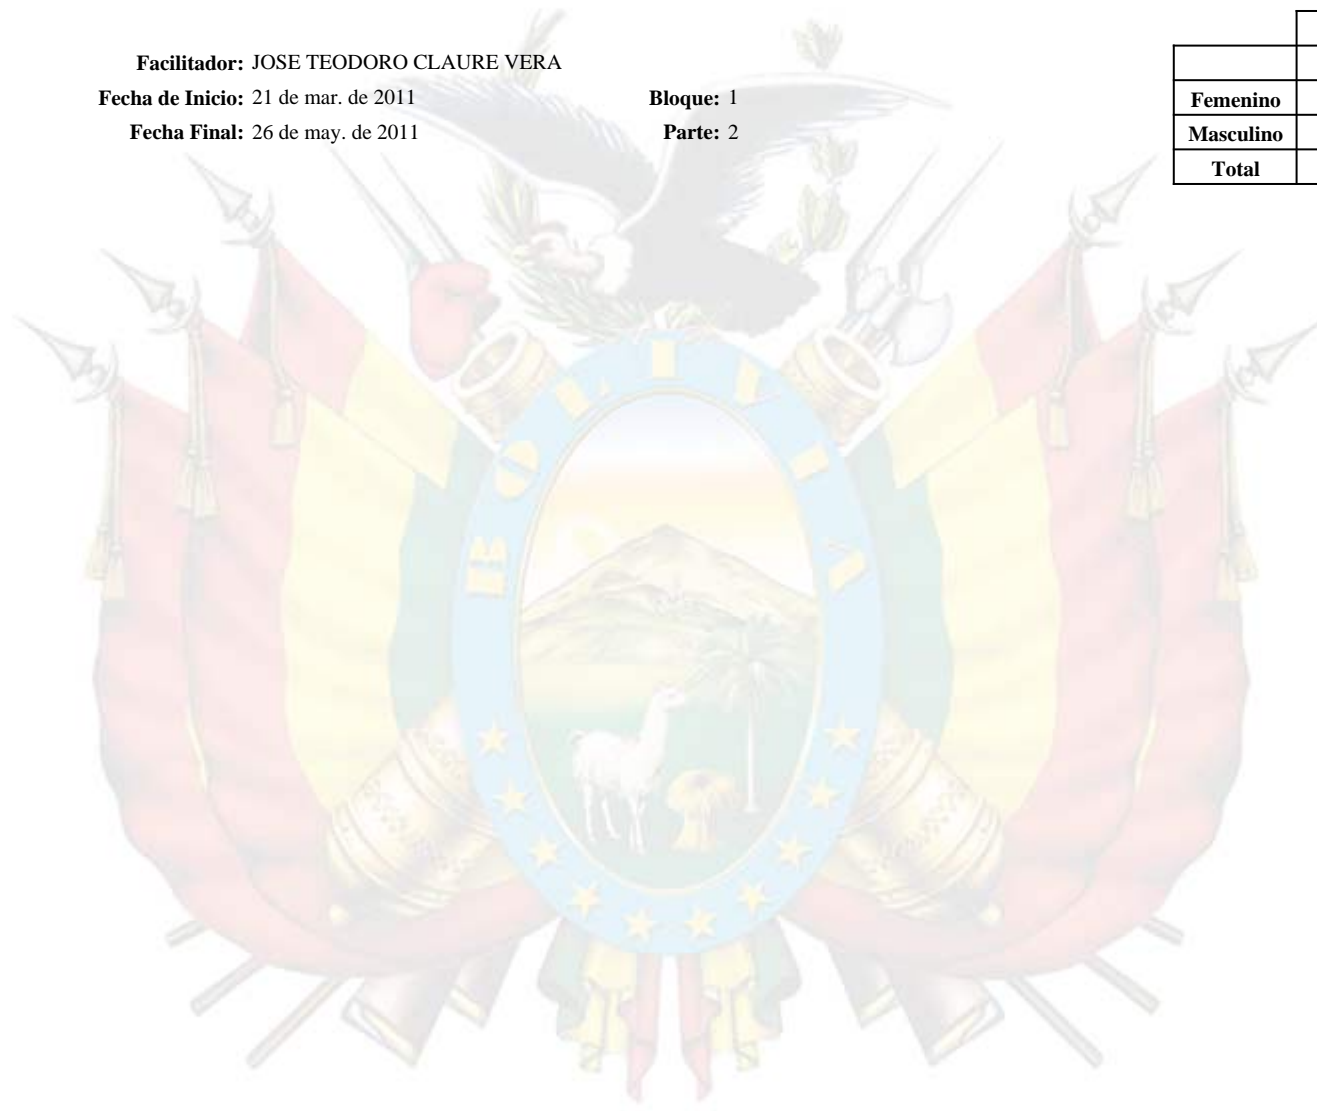 Facilitador: JOSE TEODORO CLAURE VERA
Fecha de Inicio: 21 de mar. de 2011 Bloque: 1
Fecha Final: 26 de may. de 2011 Parte: 2
Femenino
Masculino
Total
BOLIVIA